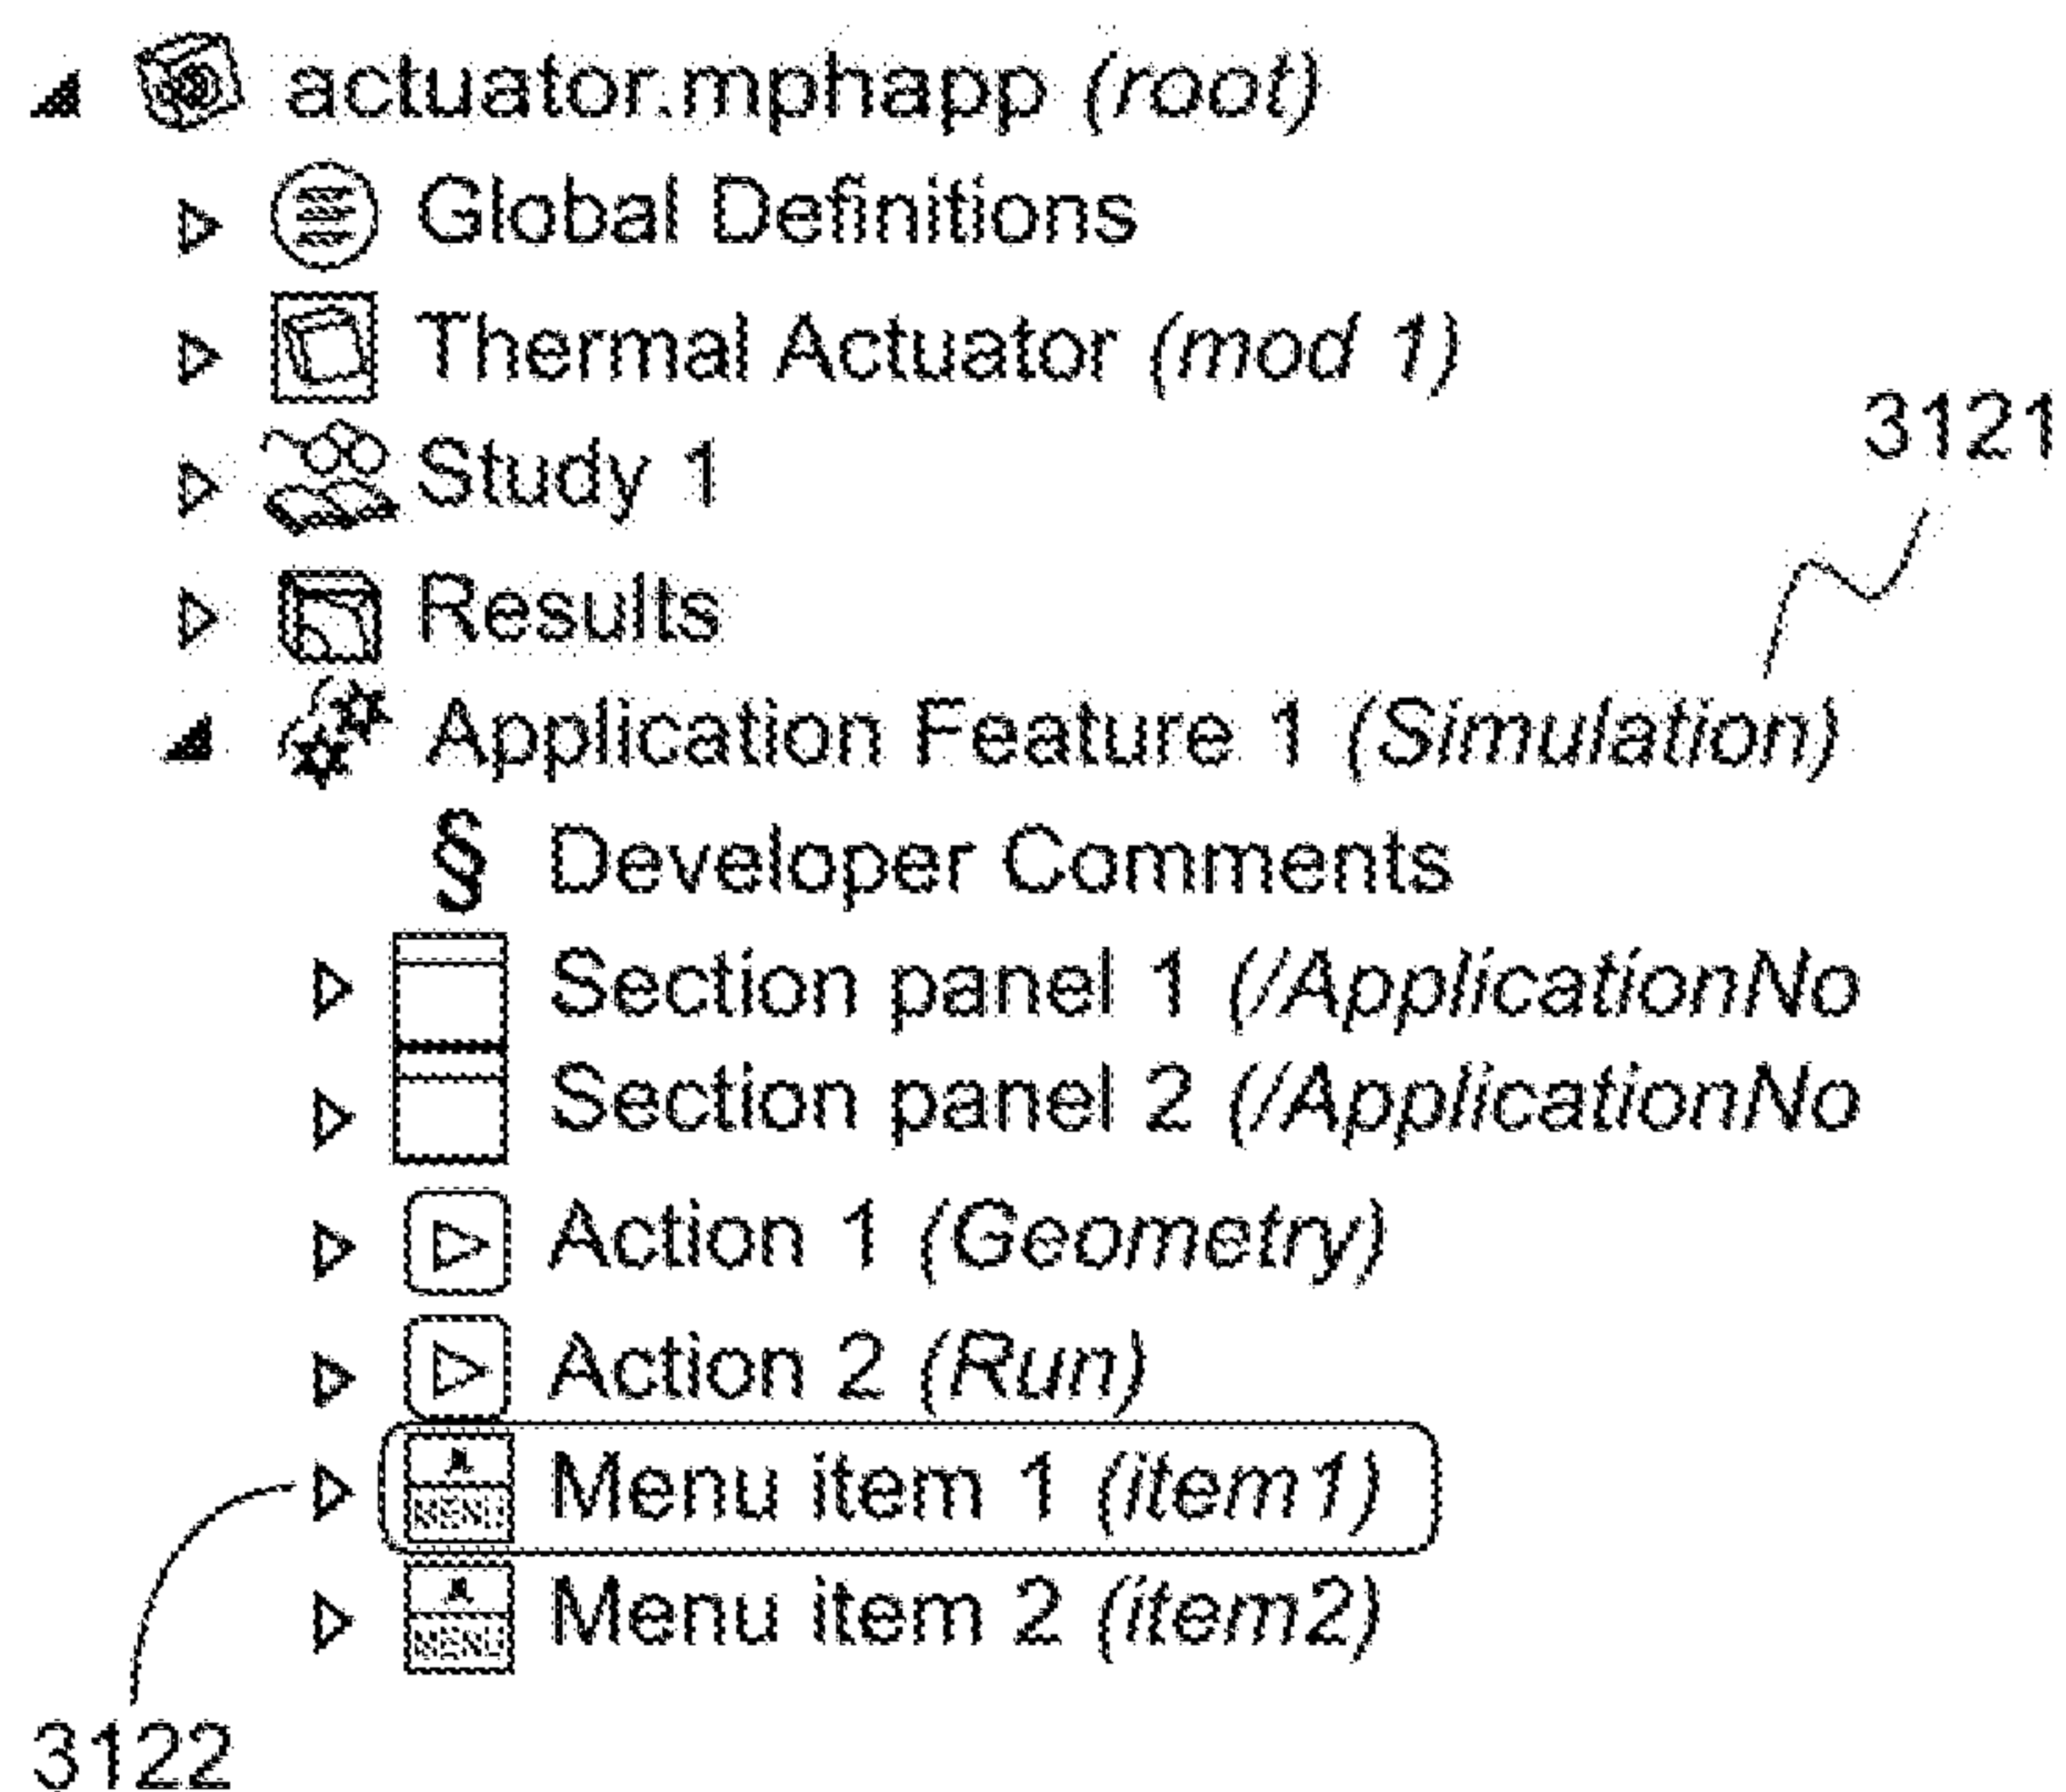 actuator.mphapp (root)
Global Definitions
Thermal Actuator (mod 1)
3121
Study 1
Results
Application Feature 1 (Simulation)
§ Developer Comments
Section panel 1 (/ApplicationNo
Section panel 2 (/ApplicationNo
Action 1 (Geometry)
Action 2 (Run)
Menu item 1 (item1)
Menu item 2 (item2)
3122